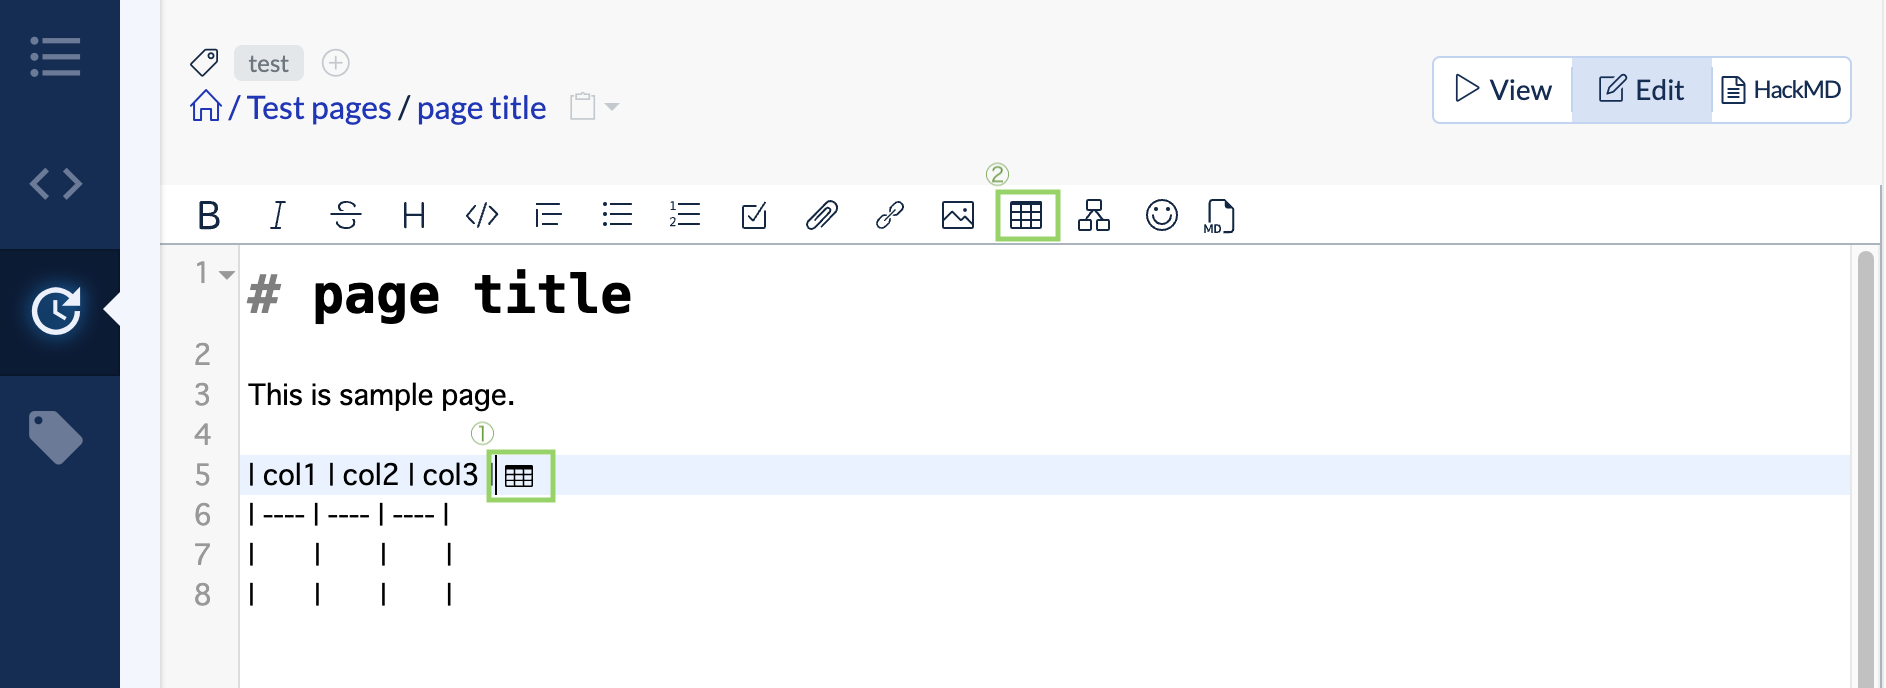 test
/ Test pages / page title
View Edit HackMD
②
B I S H </> MD
1 # page title
2
3 This is sample page.
4
①
5 | col1 | col2 | col3 |
6 | ---- | ---- | ---- |
7 | | | |
8 | | | |